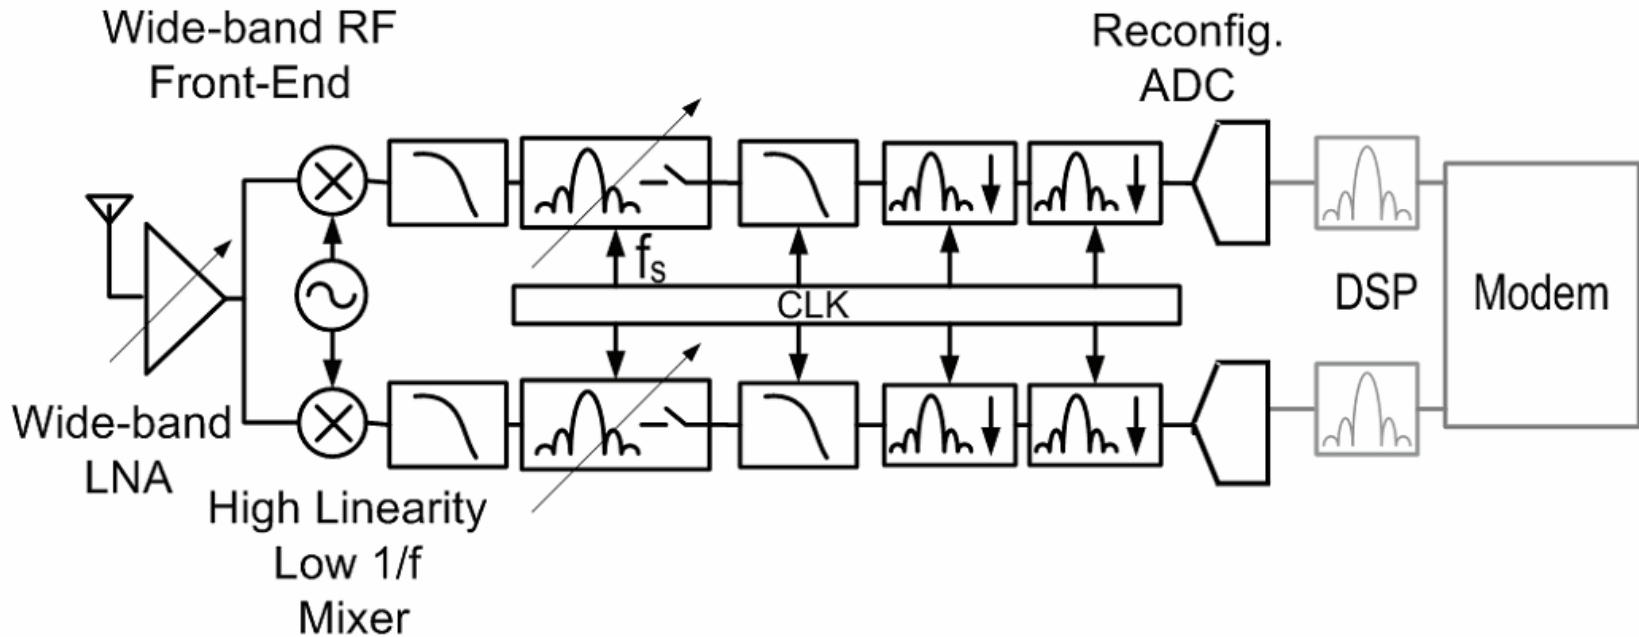 Wide-band RF
Front-End
Reconfig.
ADC
fs
CLK
DSP
Modem
Wide-band
LNA
High Linearity
Low 1/f
Mixer